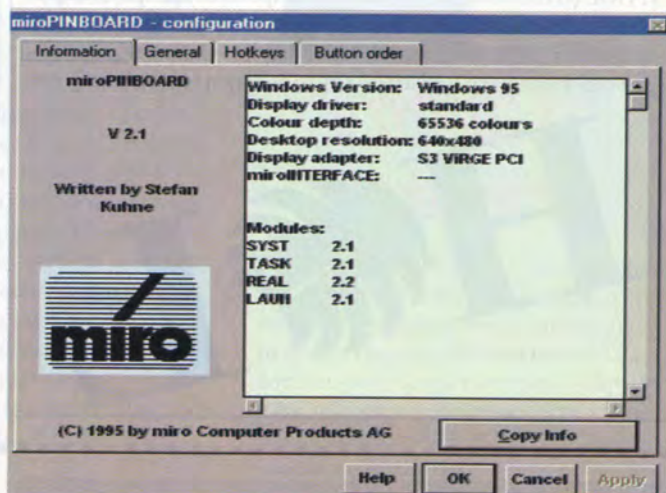 miroPINBOARD - configuration
Information General Hotkeys Button order
miroPINBOARD
V 2.1
Written by Stefan
Kuhne
miro
Windows Version: Windows 95
Display driver: standard
Colour depth: 65536 colours
Desktop resolution: 640x480
Display adapter: S3 ViRGE PCI
miroINTERFACE: ---
Modules:
SYST 2.1
TASK 2.1
REAL 2.2
LAUN 2.1
(C) 1995 by miro Computer Products AG
Copy Info
Help OK Cancel Apply